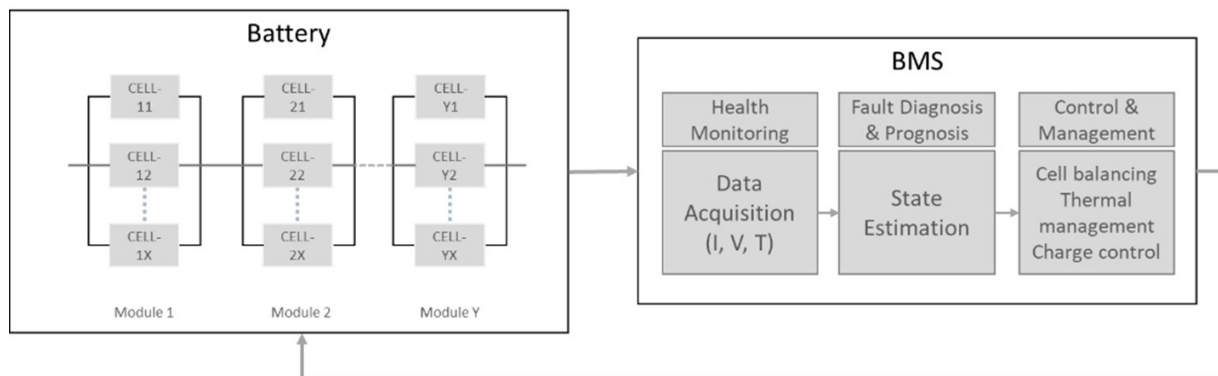 Battery
CELL-
11
CELL-
21
CELL-
Y1
CELL-
12
CELL-
22
CELL-
Y2
CELL-
1X
CELL-
2X
CELL-
YX
Module 1
Module 2
Module Y
BMS
Health
Monitoring
Fault Diagnosis
& Prognosis
Control &
Management
Data
Acquisition
(I, V, T)
State
Estimation
Cell balancing
Thermal
management
Charge control